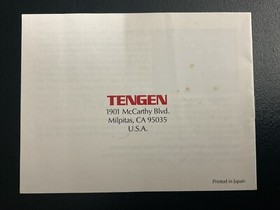 TENGEN
1901 McCarthy Blvd.
Milpitas, CA 95035
U.S.A.
Printed in Japan